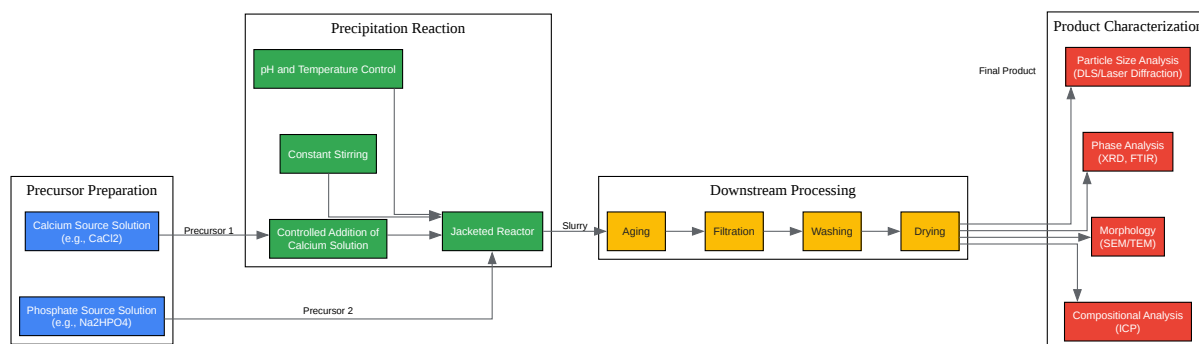 Precursor Preparation
Calcium Source Solution
(e.g., CaCl2)
Phosphate Source Solution
(e.g., Na2HPO4)
Precursor 1
Precursor 2
Precipitation Reaction
pH and Temperature Control
Constant Stirring
Controlled Addition of
Calcium Solution
Jacketed Reactor
Slurry
Downstream Processing
Aging
Filtration
Washing
Drying
Final Product
Product Characterization
Particle Size Analysis
(DLS/Laser Diffraction)
Phase Analysis
(XRD, FTIR)
Morphology
(SEM/TEM)
Compositional Analysis
(ICP)